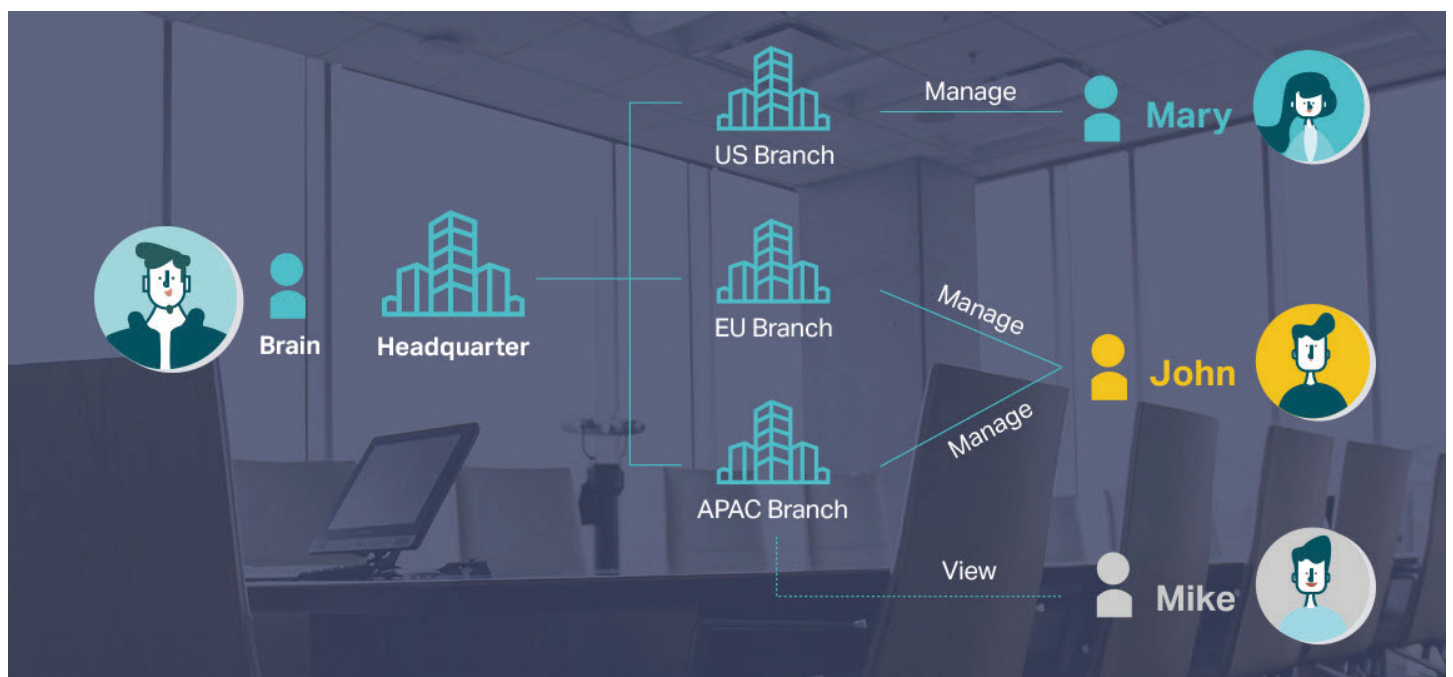 Manage
Mary
US Branch
Brain
Headquarter
EU Branch
Manage
John
Manage
APAC Branch
View
Mike